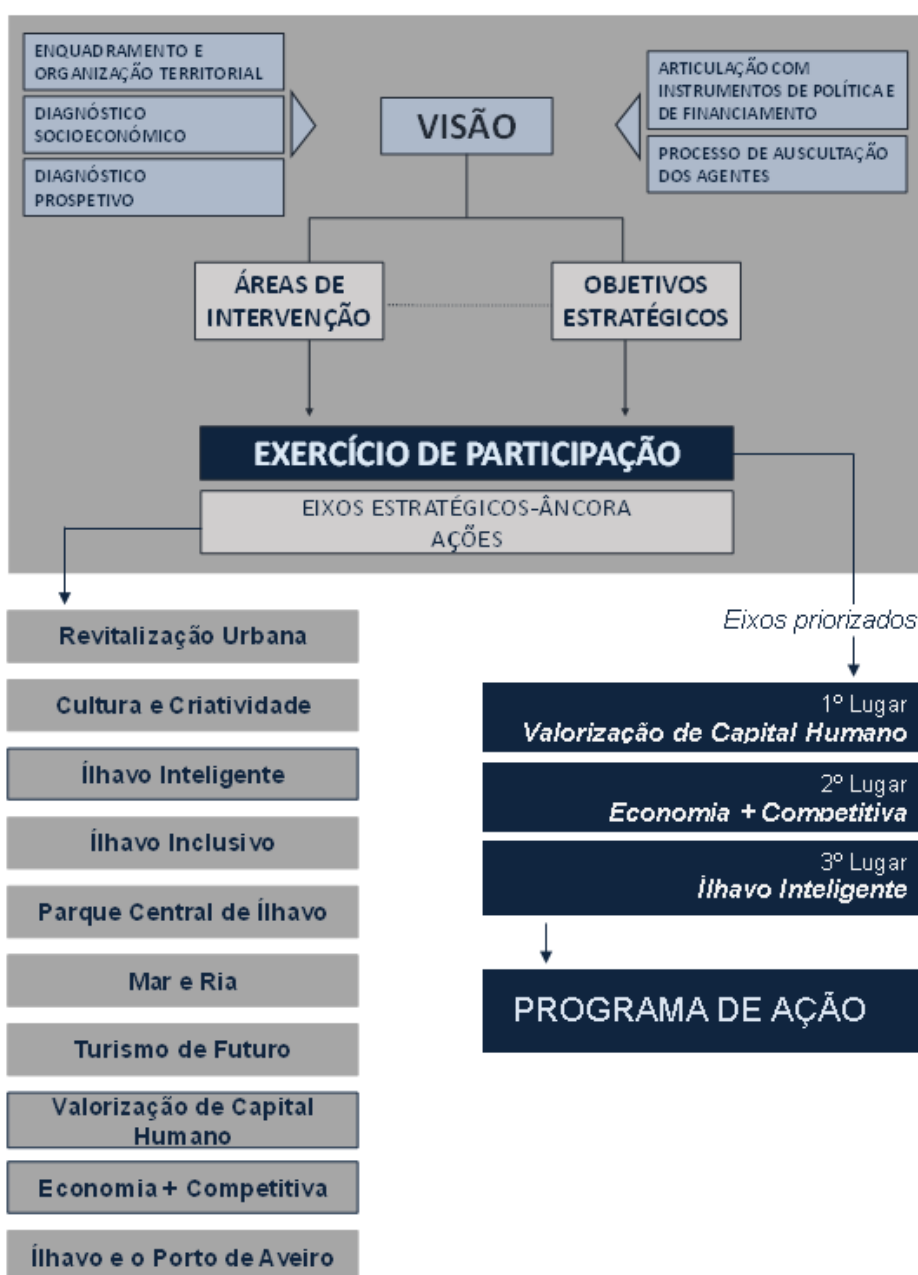 ENQUADRAMENTO E
ORGANIZAÇÃO TERRITORIAL
DIAGNÓSTICO
SOCIOECONÓMICO
DIAGNÓSTICO
PROSPETIVO
VISÃO
ARTICULAÇÃO COM
INSTRUMENTOS DE POLÍTICA E
DE FINANCIAMENTO
PROCESSO DE AUSCULTAÇÃO
DOS AGENTES
ÁREAS DE
INTERVENÇÃO
OBJETIVOS
ESTRATÉGICOS
EXERCÍCIO DE PARTICIPAÇÃO
EIXOS ESTRATÉGICOS-ÂNCORA
AÇÕES
Revitalização Urbana
Cultura e Criatividade
Ílhavo Inteligente
Ílhavo Inclusivo
Parque Central de Ílhavo
Mar e Ria
Turismo de Futuro
Valorização de Capital
Humano
Economia + Competitiva
Ílhavo e o Porto de Aveiro
Eixos priorizados
1º Lugar
Valorização de Capital Humano
2º Lugar
Economia + Competitiva
3º Lugar
Ílhavo Inteligente
PROGRAMA DE AÇÃO